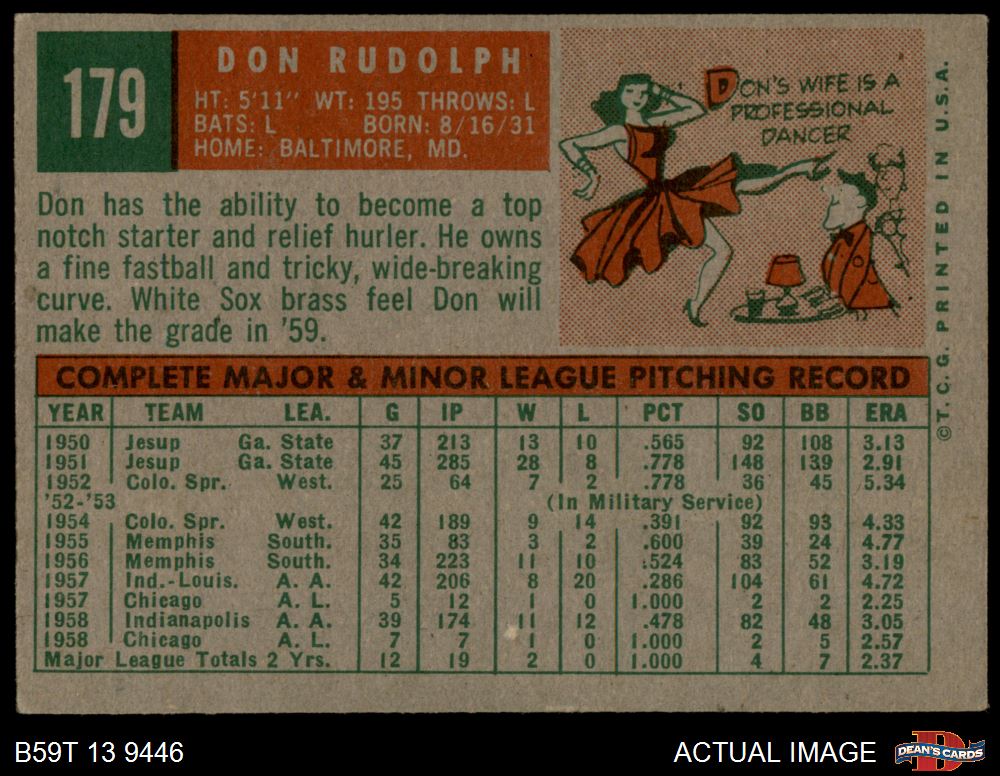 179
DON RUDOLPH
HT: 5'11" WT: 195 THROWS: L
BATS: L BORN: 8/16/31
HOME: BALTIMORE, MD.
DON'S WIFE IS A
PROFESSIONAL
DANCER
Don has the ability to become a top
notch starter and relief hurler. He owns
a fine fastball and tricky, wide-breaking
curve. White Sox brass feel Don will
make the grade in '59.
©T. C. G. PRINTED IN U.S.A.
COMPLETE MAJOR & MINOR LEAGUE PITCHING RECORD
YEAR TEAM LEA. G IP W L PCT SO BB ERA
1950 Jesup Ga. State 37 213 13 10 .565 92 108 3.13
1951 Jesup Ga. State 45 285 28 8 .778 148 139 2.91
1952 Colo. Spr. West. 25 64 7 2 .778 36 45 5.34
'52-'53 (In Military Service)
1954 Colo. Spr. West. 42 189 9 14 .391 92 93 4.33
1955 Memphis South. 35 83 3 2 .600 39 24 4.77
1956 Memphis South. 34 223 11 10 .524 83 52 3.19
1957 Ind.-Louis. A. A. 42 206 8 20 .286 104 61 4.72
1957 Chicago A. L. 5 12 1 0 1.000 2 2 2.25
1958 Indianapolis A. A. 39 174 11 12 .478 82 48 3.05
1958 Chicago A. L. 7 7 1 0 1.000 2 5 2.57
Major League Totals 2 Yrs. 12 19 2 0 1.000 4 7 2.37
B59T 13 9446
ACTUAL IMAGE
DEAN'S CARDS